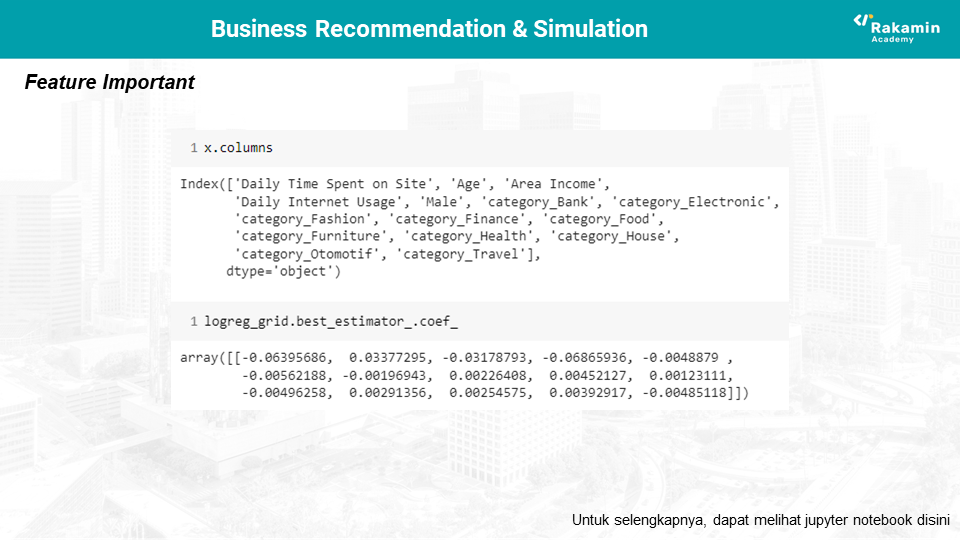 Business Recommendation & Simulation
Rakamin
Academy
Feature Important
1 x.columns
Index(['Daily Time Spent on Site', 'Age', 'Area Income',
'Daily Internet Usage', 'Male', 'category_Bank', 'category_Electronic',
'category_Fashion', 'category_Finance', 'category_Food',
'category_Furniture', 'category_Health', 'category_House',
'category_Otomotif', 'category_Travel'],
dtype='object')
1 logreg_grid.best_estimator_.coef_
array([[-0.06395686, 0.03377295, -0.03178793, -0.06865936, -0.0048879 ,
-0.00562188, -0.00196943, 0.00226408, 0.00452127, 0.00123111,
-0.00496258, 0.00291356, 0.00254575, 0.00392917, -0.00485118]])
Untuk selengkapnya, dapat melihat jupyter notebook disini